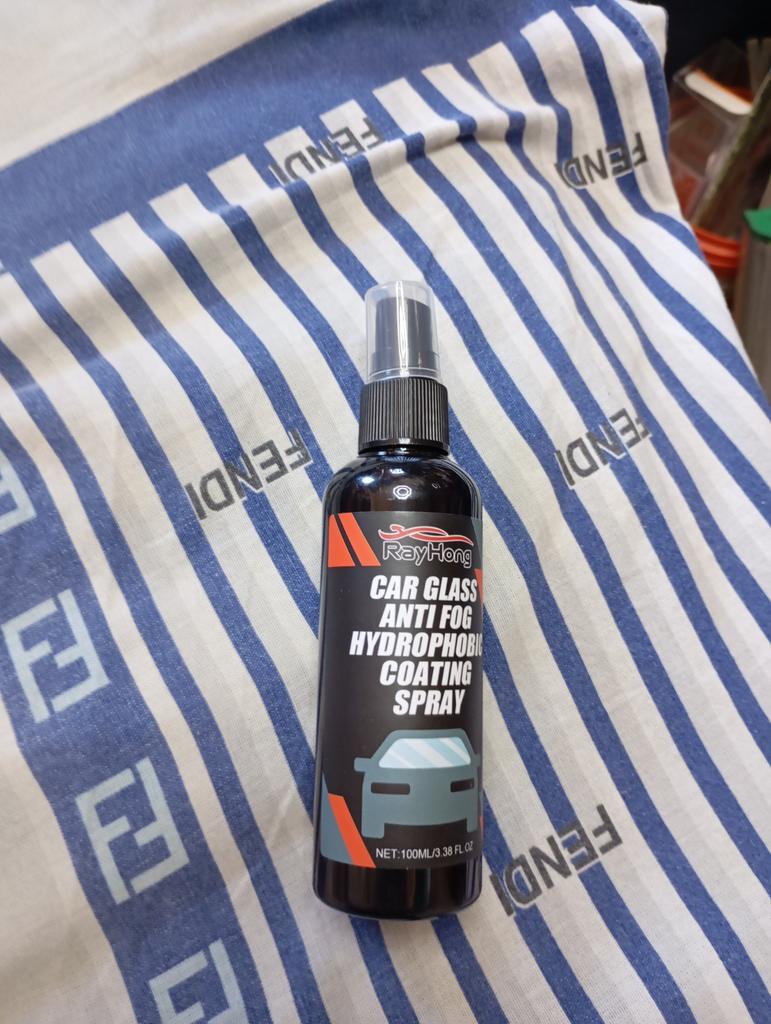 FENDI
FENDI
FENDI
FENDI
RayHong
CAR GLASS
ANTI FOG
HYDROPHOBIC
COATING
SPRAY
NET:100ML/3.38 FL OZ
FENDI